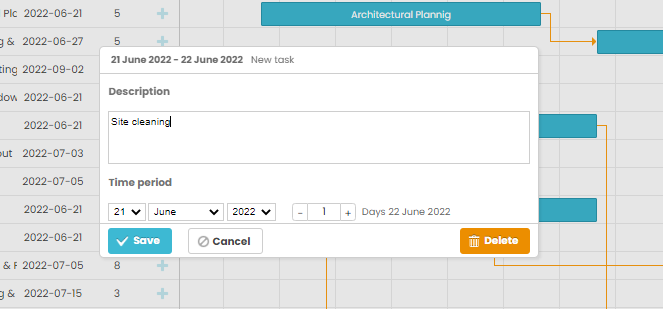 Pla 2022-06-21 5 + Architectural Plannig
g & 2022-06-27 5 +
ting 2022-09-02
dow 2022-06-21
2022-06-21
out 2022-07-03
2022-07-05
2022-06-21
2022-06-21
21 June 2022 - 22 June 2022 New task
Description
Site cleaning
Time period
21 June 2022 - 1 + Days 22 June 2022
Save Cancel Delete
& F 2022-07-05 8 +
g & 2022-07-15 3 +